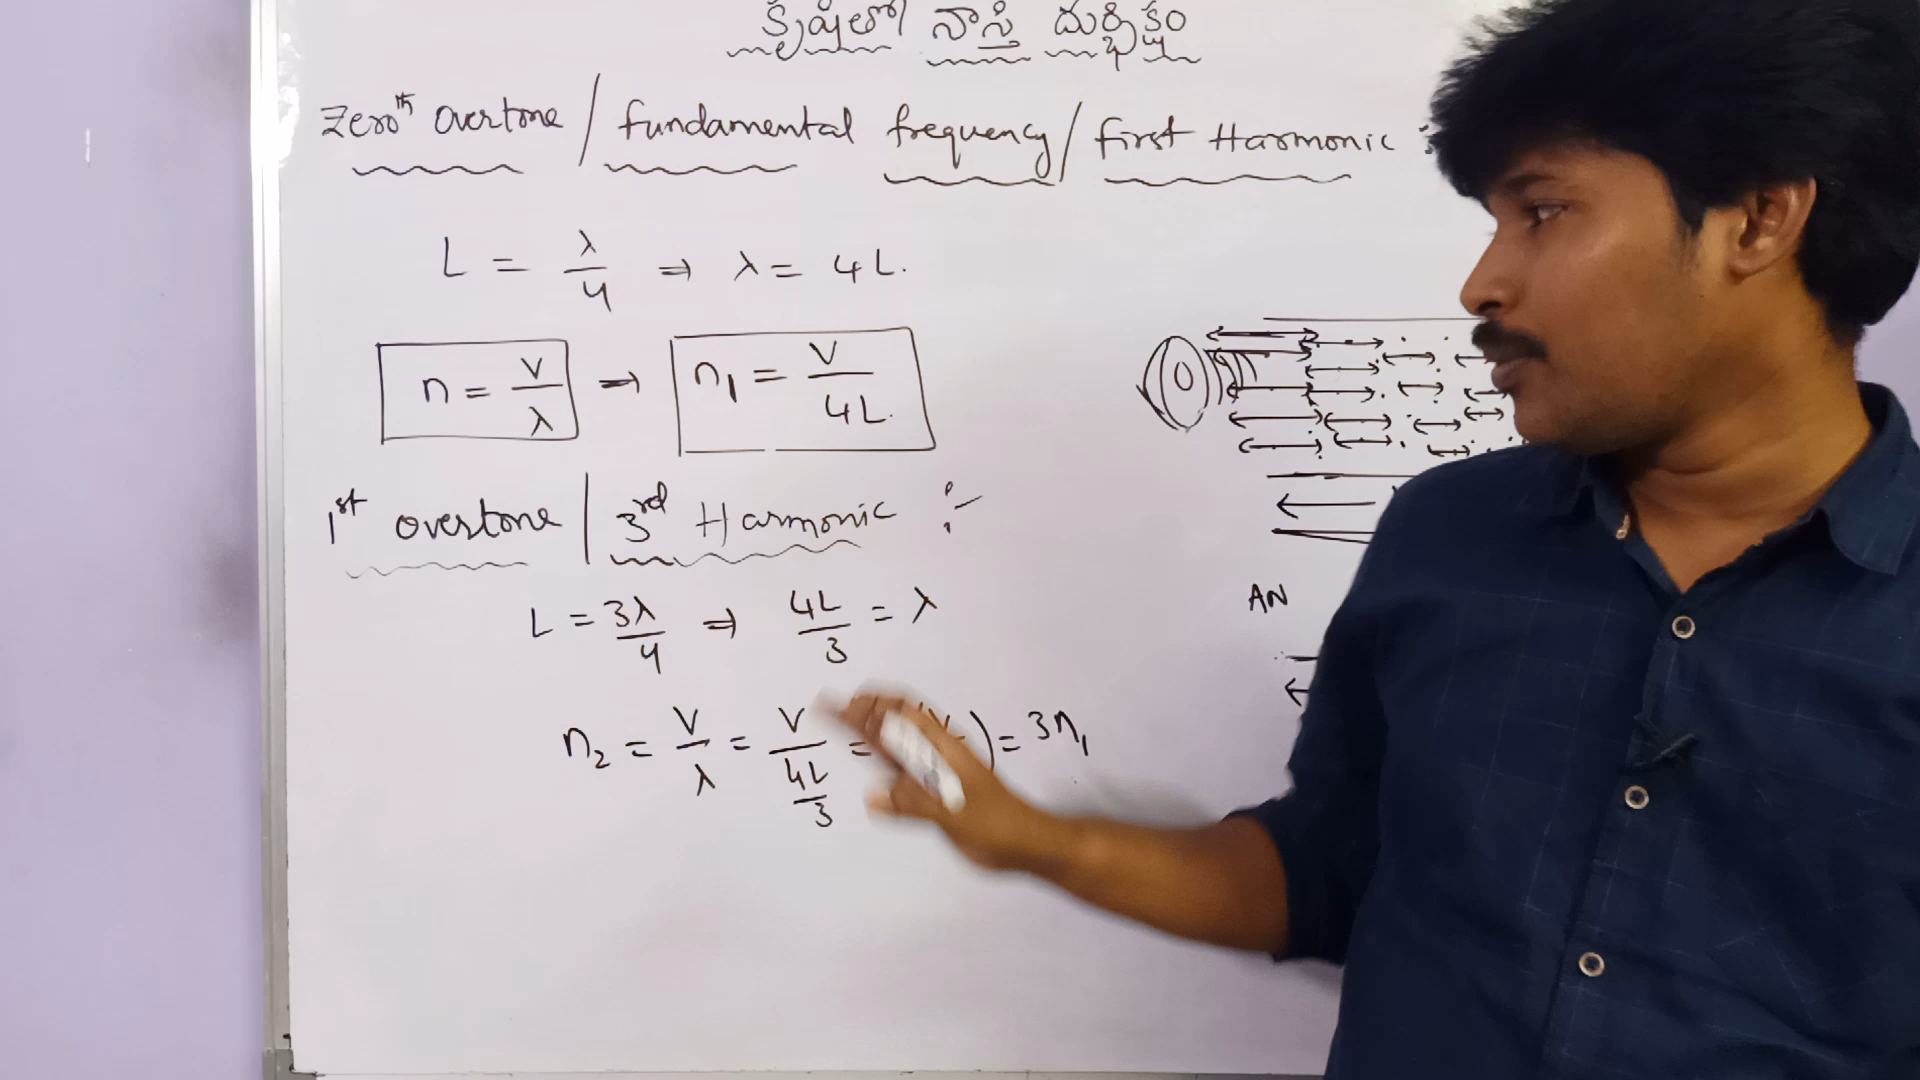 కృషితో నాస్తి దుర్భిక్షం
Zeroth Overtone / fundamental frequency / first Harmonic :
L = λ/4 ⇒ λ = 4L.
n = V/λ → n₁ = V/4L.
1st overtone / 3rd Harmonic :-
L = 3λ/4 ⇒ 4L/3 = λ
AN
n₂ = V/λ = V/(4L/3) = ) = 3n₁